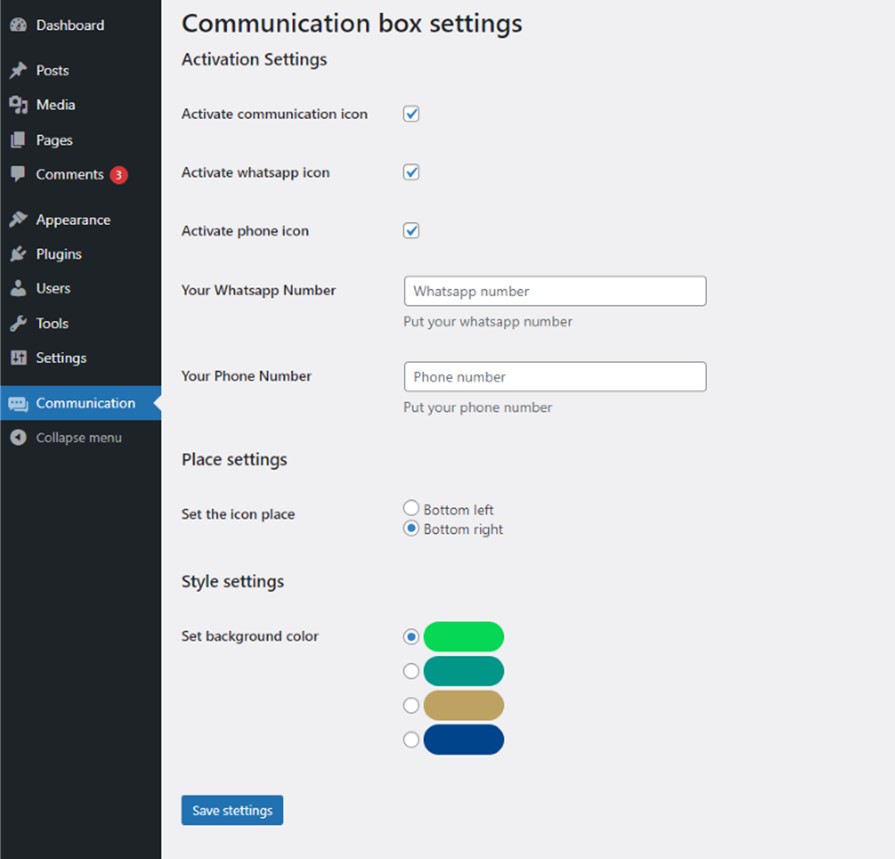 Dashboard
Posts
Media
Pages
Comments 3
Appearance
Plugins
Users
Tools
Settings
Communication
Collapse menu
Communication box settings
Activation Settings
Activate communication icon
Activate whatsapp icon
Activate phone icon
Your Whatsapp Number
Whatsapp number
Put your whatsapp number
Your Phone Number
Phone number
Put your phone number
Place settings
Set the icon place
Bottom left
Bottom right
Style settings
Set background color
Save stettings